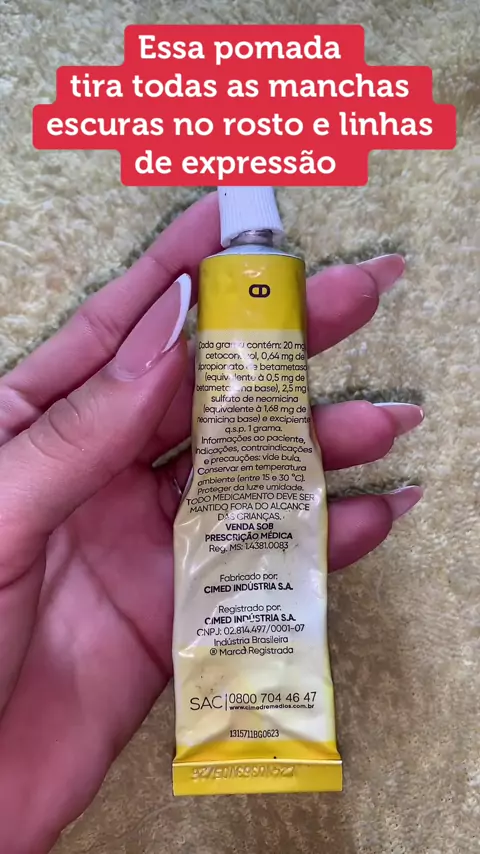 Essa pomada
tira todas as manchas
escuras no rosto e linhas
de expressão
Cada grama contém: 20 mg
cetoconazol, 0,64 mg de
dipropionato de betametasona
(equivalente à 0,5 mg de
betametasona base), 2,5 mg
sulfato de neomicina
(equivalente à 1,68 mg de
neomicina base) e excipiente
q.s.p. 1 grama.
Informações ao paciente,
indicações, contraindicações
e precauções: vide bula.
Conservar em temperatura
ambiente (entre 15 e 30 °C).
Proteger da luz e umidade.
TODO MEDICAMENTO DEVE SER
MANTIDO FORA DO ALCANCE
DAS CRIANÇAS.
VENDA SOB
PRESCRIÇÃO MÉDICA
Reg. MS: 1.4381.0083
Fabricado por:
CIMED INDÚSTRIA S.A.
Registrado por:
CIMED INDÚSTRIA S.A.
CNPJ: 02.814.497/0001-07
Indústria Brasileira
® Marca Registrada
SAC 0800 704 46 47
www.cimedremedios.com.br
1315711BG0623